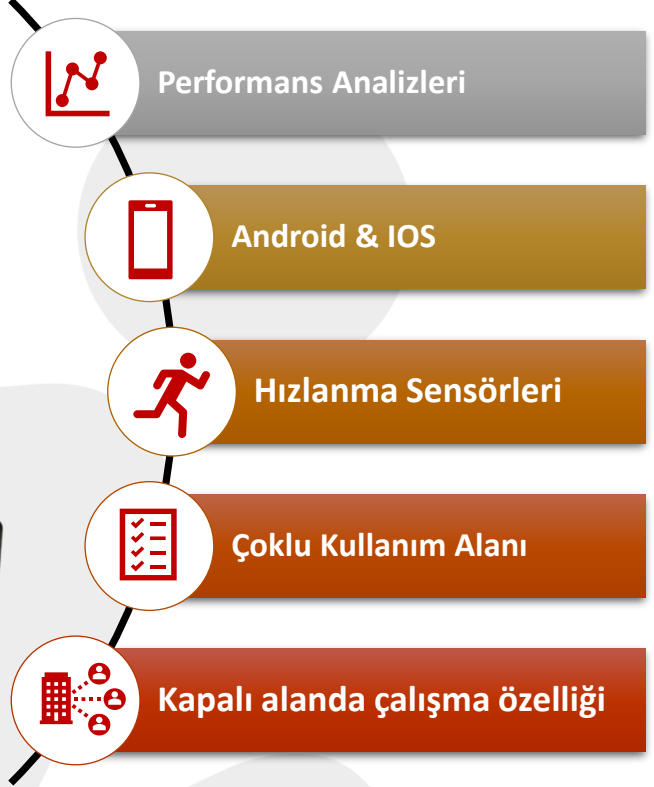 Performans Analizleri
Android & IOS
Hızlanma Sensörleri
Çoklu Kullanım Alanı
Kapalı alanda çalışma özelliği